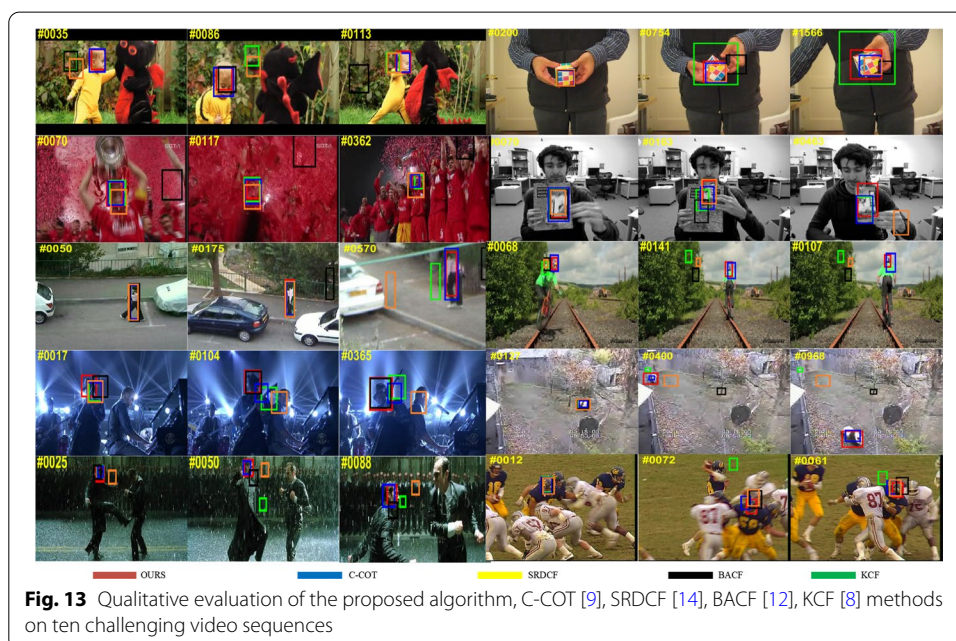 #0035 #0086 #0113 #0200 #0754 #1566
#0070 #0117 #0362
#0050 #0175 #0570 #0068 #0141 #0107
#0017 #0104 #0365 #0400 #0968
#0025 #0050 #0088 #0012 #0072 #0061
OURS C-COT SRDCF BACF KCF
Fig. 13 Qualitative evaluation of the proposed algorithm, C-COT [9], SRDCF [14], BACF [12], KCF [8] methods
on ten challenging video sequences